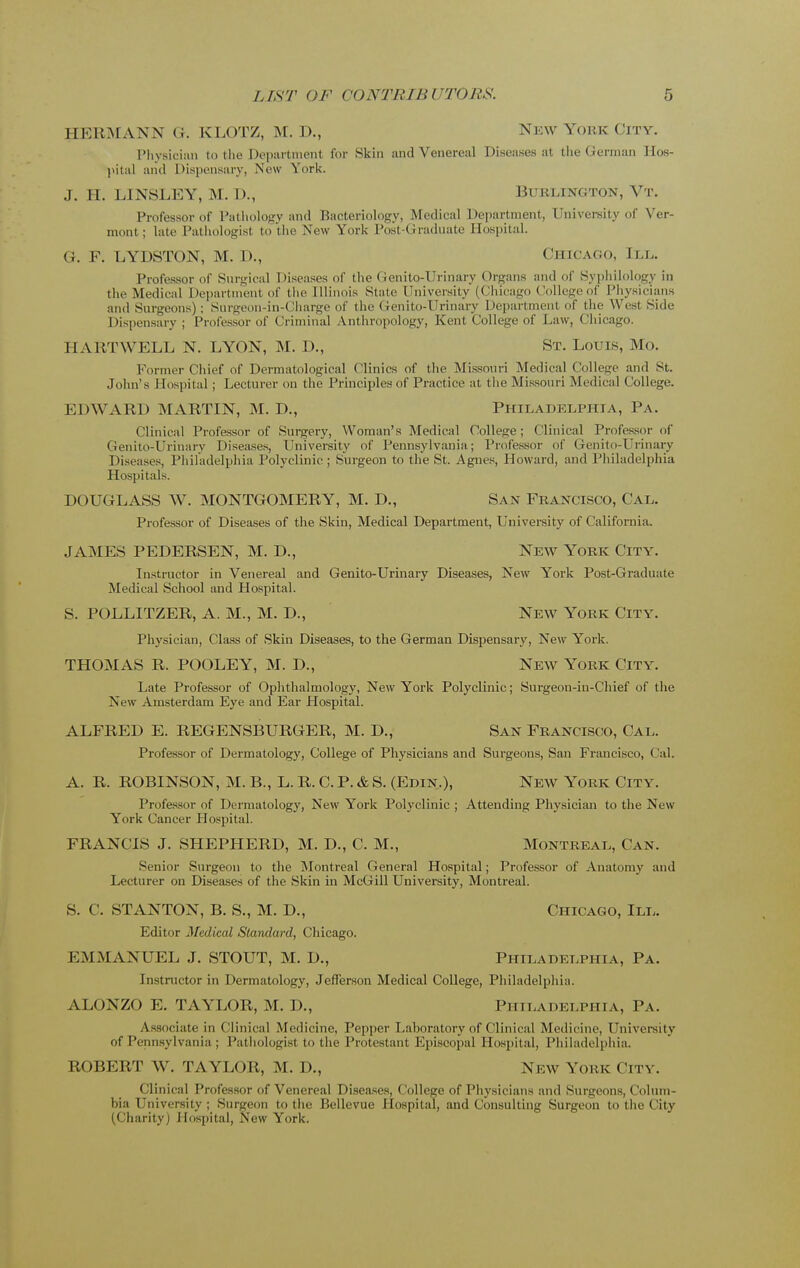 LIST OF CONTRIBUTORS. 5
HERMANN G. KLOTZ, M. D., New York City.
Physician to the Department for Skin and Venereal Diseases at the German Hos-
pital and Dispensary, New York.
J. H. LINSLEY, M. D., Burlington, Vt.
Professor of Pathology and Bacteriology, Medical Department, University of Ver-
mont; late Pathologist to the New York Post-Graduate Hospital.
G. F. LYDSTON, M. D., Chicago, Ill.
Professor of Surgical Diseases of the Genito-Urinary Organs and of Syphilology in
the Medical Department of the Illinois State University (Chicago College of Physicians
and Surgeons); Surgeon-in-Charge of the Genito-Urinary Department of the West Side
Dispensary; Professor of Criminal Anthropology, Kent College of Law, Chicago.
HARTWELL N. LYON, M. D., St. Louis, Mo.
Former Chief of Dermatological Clinics of the Missouri Medical College and St.
John's Hospital; Lecturer on the Principles of Practice at the Missouri Medical College.
EDWARD MARTIN, M. D., Philadelphia, Pa.
Clinical Professor of Surgery, Woman's Medical College; Clinical Professor of
Genito-Urinary Diseases, University of Pennsylvania; Professor of Genito-Urinary
Diseases, Philadelphia Polyclinic; Surgeon to the St. Agnes, Howard, and Philadelphia
Hospitals.
DOUGLASS W. MONTGOMERY, M. D., San Francisco, Cal.
Professor of Diseases of the Skin, Medical Department, University of California.
JAMES PEDERSEN, M. D., New York City.
Instructor in Venereal and Genito-Urinary Diseases, New York Post-Graduate
Medical School and Hospital.
S. POLLITZER, A. M., M. D., New York City.
Physician, Class of Skin Diseases, to the German Dispensary, New York.
THOMAS R. POOLEY, M. D., New York City.
Late Professor of Ophthalmology, New York Polyclinic; Surgeon-in-Chief of the
New Amsterdam Eye and Ear Hospital.
ALFRED E. REGENSBURGER, M. D., San Francisco, Cal.
Professor of Dermatology, College of Physicians and Surgeons, San Francisco, Cal.
A. R. ROBINSON, M. B., L. R. C. P. & S. (Edin.), New York City.
Professor of Dermatology, New York Polyclinic; Attending Physician to the New
York Cancer Hospital.
FRANCIS J. SHEPHERD, M. D., C. M., Montreal, Can.
Senior Surgeon to the Montreal General Hospital; Professor of Anatomy and
Lecturer on Diseases of the Skin in McGill University, Montreal.
S. C. STANTON, B. S., M. D., Chicago, Ill.
Editor Medical Standard, Chicago.
EMMANUEL J. STOUT, M. D., Philadelphia, Pa.
Instructor in Dermatology, Jefferson Medical College, Philadelphia.
ALONZO E. TAYLOR, M. D., Philadelphia, Pa.
Associate in Clinical Medicine, Pepper Laboratory of Clinical Medicine, University
of Pennsylvania; Pathologist to the Protestant Episcopal Hospital, Philadelphia.
ROBERT W. TAYLOR, M. D., New York City.
Clinical Professor of Venereal Diseases, College of Physicians and Surgeons, Colum-
bia University; Surgeon to the Bellevue Hospital, and Consulting Surgeon to the City
(Charity) Hospital, New York.